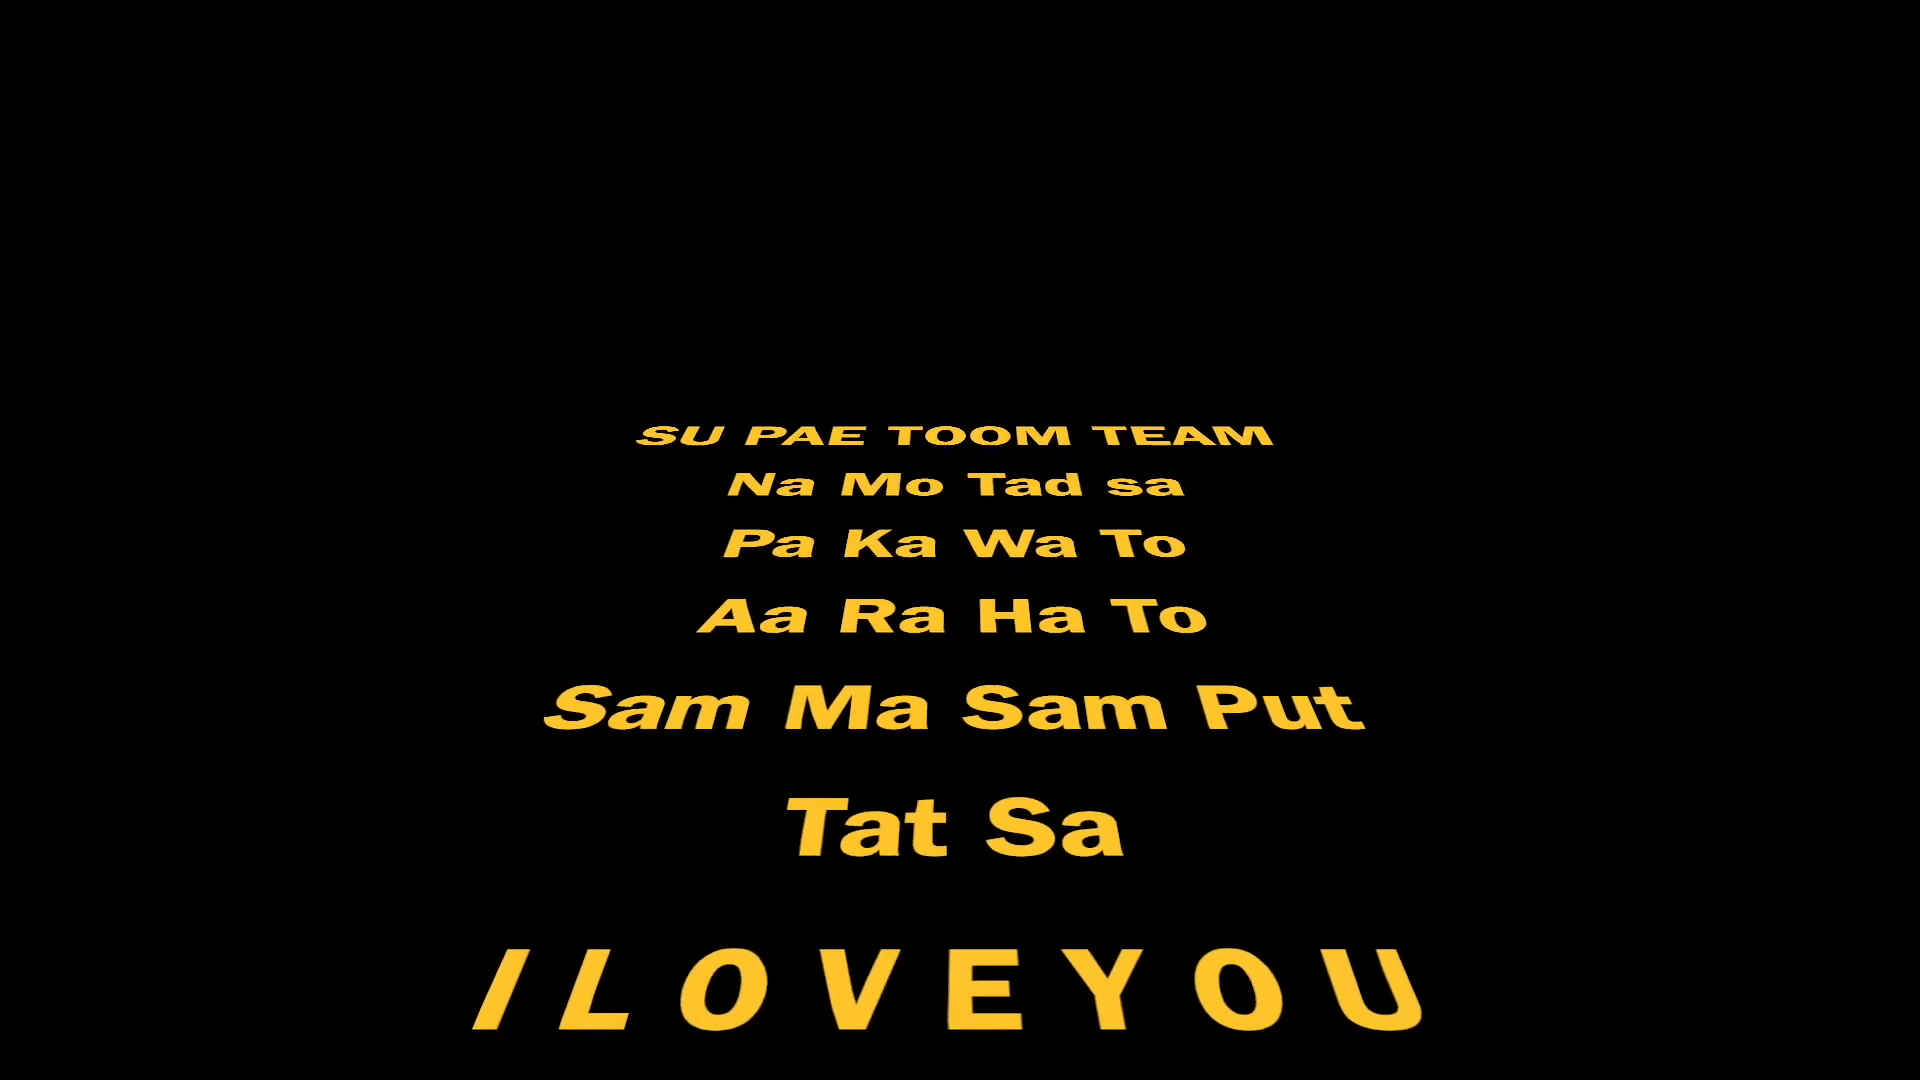 SU PAE TOOM TEAM
Na Mo Tad sa
Pa Ka Wa To
Aa Ra Ha To
Sam Ma Sam Put
Tat Sa
I L O V E Y O U